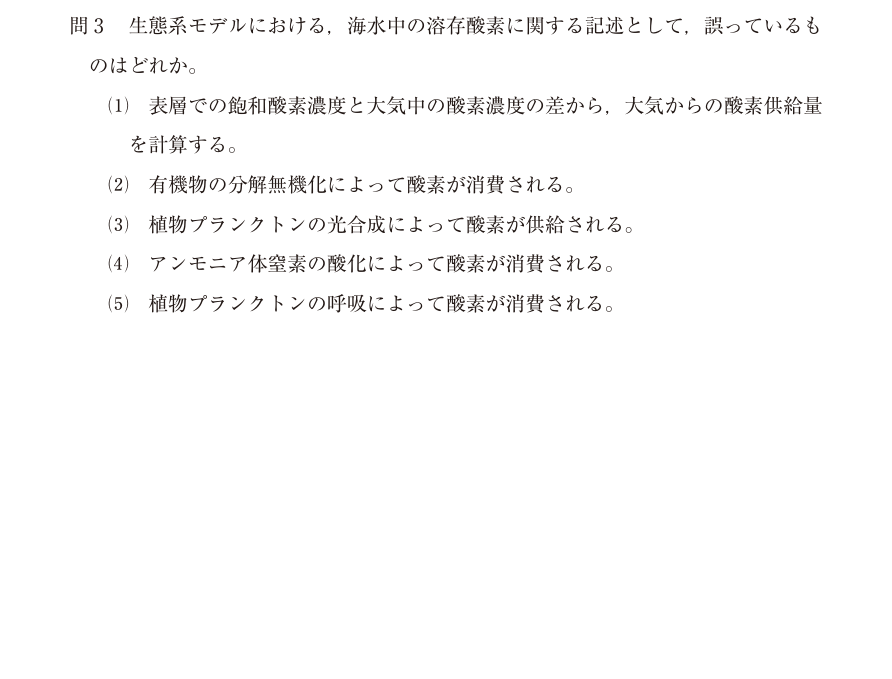 問3 生態系モデルにおける，海水中の溶存酸素に関する記述として，誤っているも
のはどれか。
⑴ 表層での飽和酸素濃度と大気中の酸素濃度の差から，大気からの酸素供給量
を計算する。
⑵ 有機物の分解無機化によって酸素が消費される。
⑶ 植物プランクトンの光合成によって酸素が供給される。
⑷ アンモニア体窒素の酸化によって酸素が消費される。
⑸ 植物プランクトンの呼吸によって酸素が消費される。